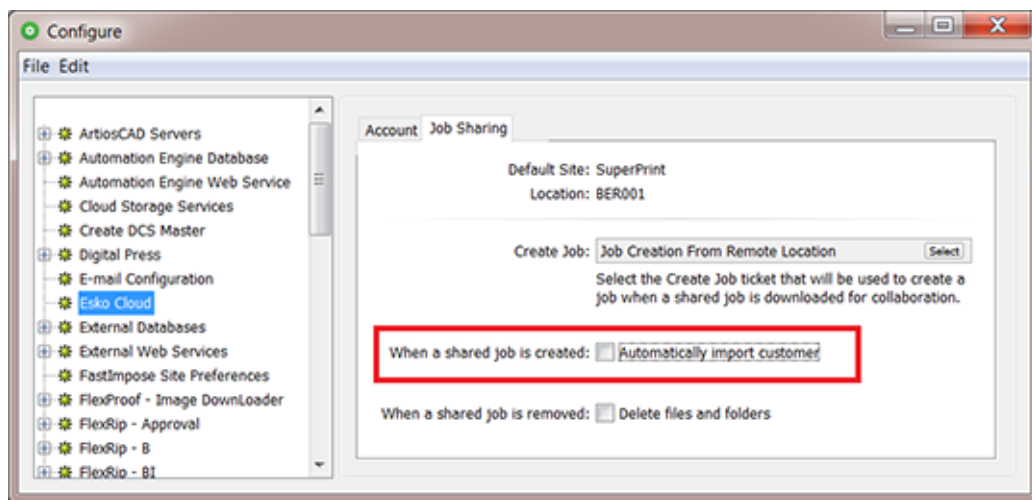 Configure
File Edit
ArtiosCAD Servers
Automation Engine Database
Automation Engine Web Service
Cloud Storage Services
Create DCS Master
Digital Press
E-mail Configuration
Esko Cloud
External Databases
External Web Services
FastImpose Site Preferences
FlexProof - Image DownLoader
FlexRip - Approval
FlexRip - B
FlexRip - BI
Account Job Sharing
Default Site: SuperPrint
Location: BER001
Create Job: Job Creation From Remote Location Select
Select the Create Job ticket that will be used to create a
job when a shared job is downloaded for collaboration.
When a shared job is created: Automatically import customer
When a shared job is removed: Delete files and folders